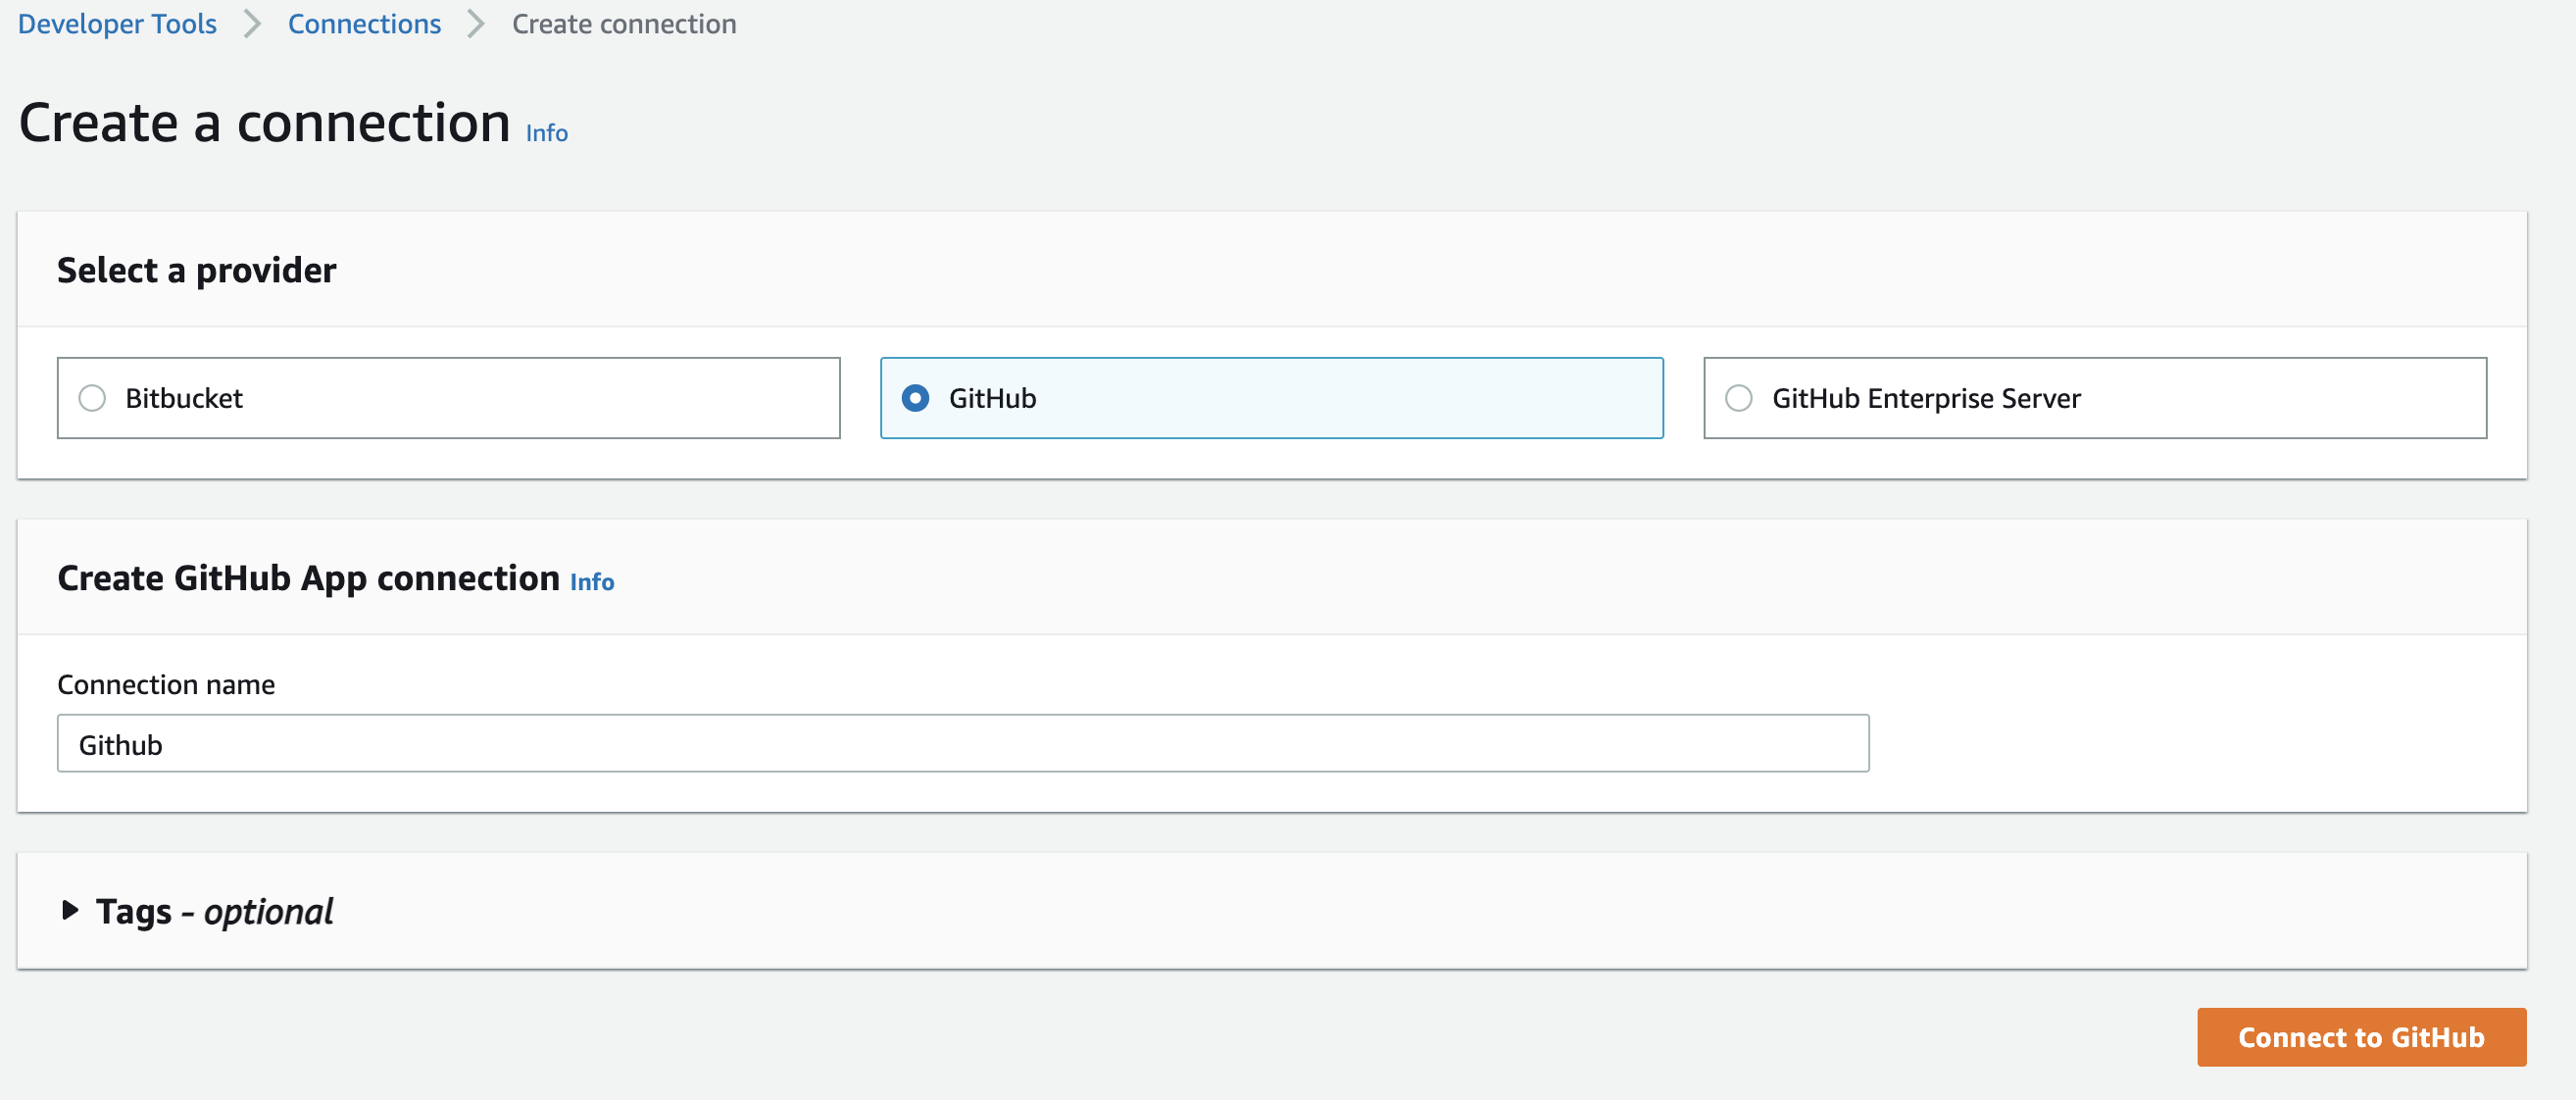 Developer Tools Connections Create connection
Create a connection Info
Select a provider
Bitbucket GitHub GitHub Enterprise Server
Create GitHub App connection Info
Connection name
Github
Tags - optional
Connect to GitHub